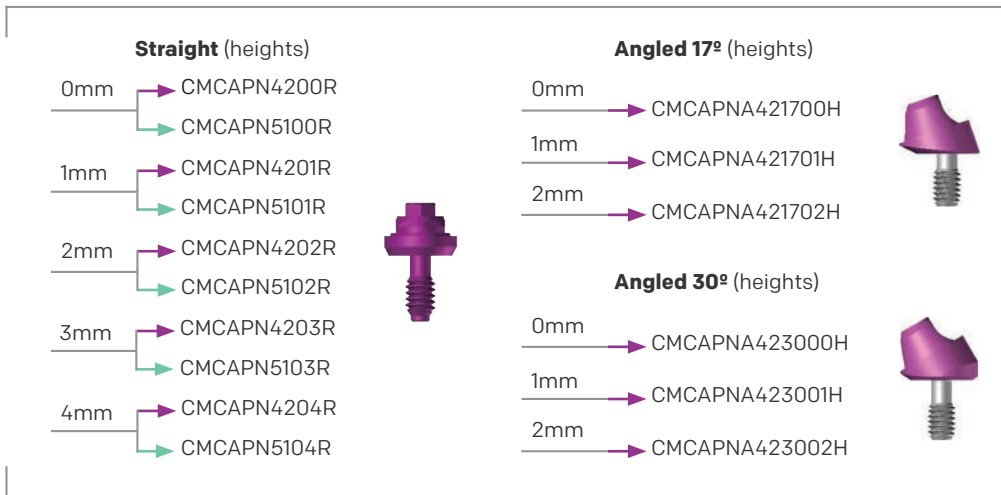 Straight (heights)
0mm
CMCAPN4200R
CMCAPN5100R
1mm
CMCAPN4201R
CMCAPN5101R
2mm
CMCAPN4202R
CMCAPN5102R
3mm
CMCAPN4203R
CMCAPN5103R
4mm
CMCAPN4204R
CMCAPN5104R
Angled 17º (heights)
0mm
CMCAPNA421700H
1mm
CMCAPNA421701H
2mm
CMCAPNA421702H
Angled 30º (heights)
0mm
CMCAPNA423000H
1mm
CMCAPNA423001H
2mm
CMCAPNA423002H